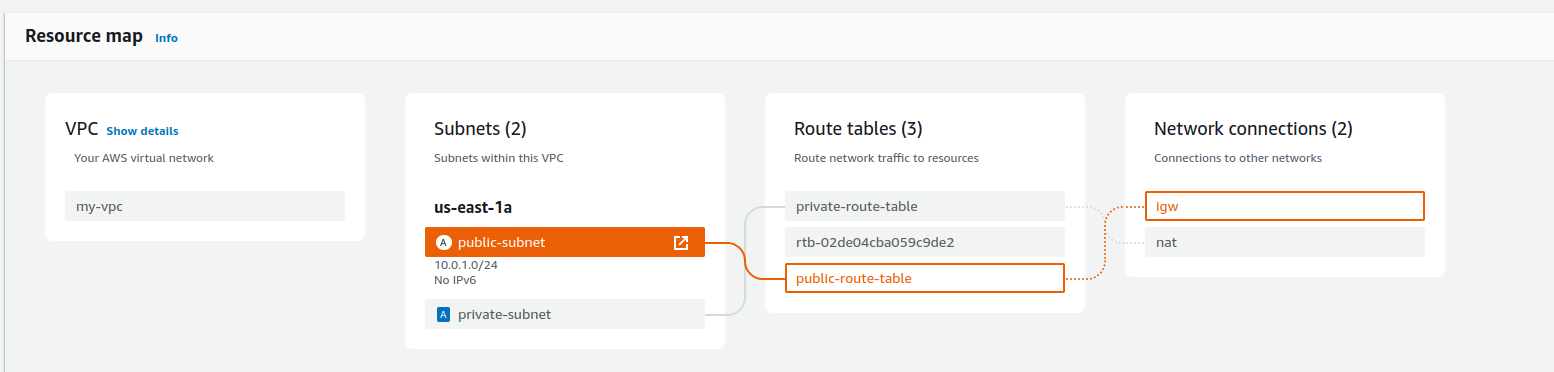 Resource map Info
VPC Show details
Your AWS virtual network
my-vpc
Subnets (2)
Subnets within this VPC
us-east-1a
A public-subnet
10.0.1.0/24
No IPv6
A private-subnet
Route tables (3)
Route network traffic to resources
private-route-table
rtb-02de04cba059c9de2
public-route-table
Network connections (2)
Connections to other networks
igw
nat